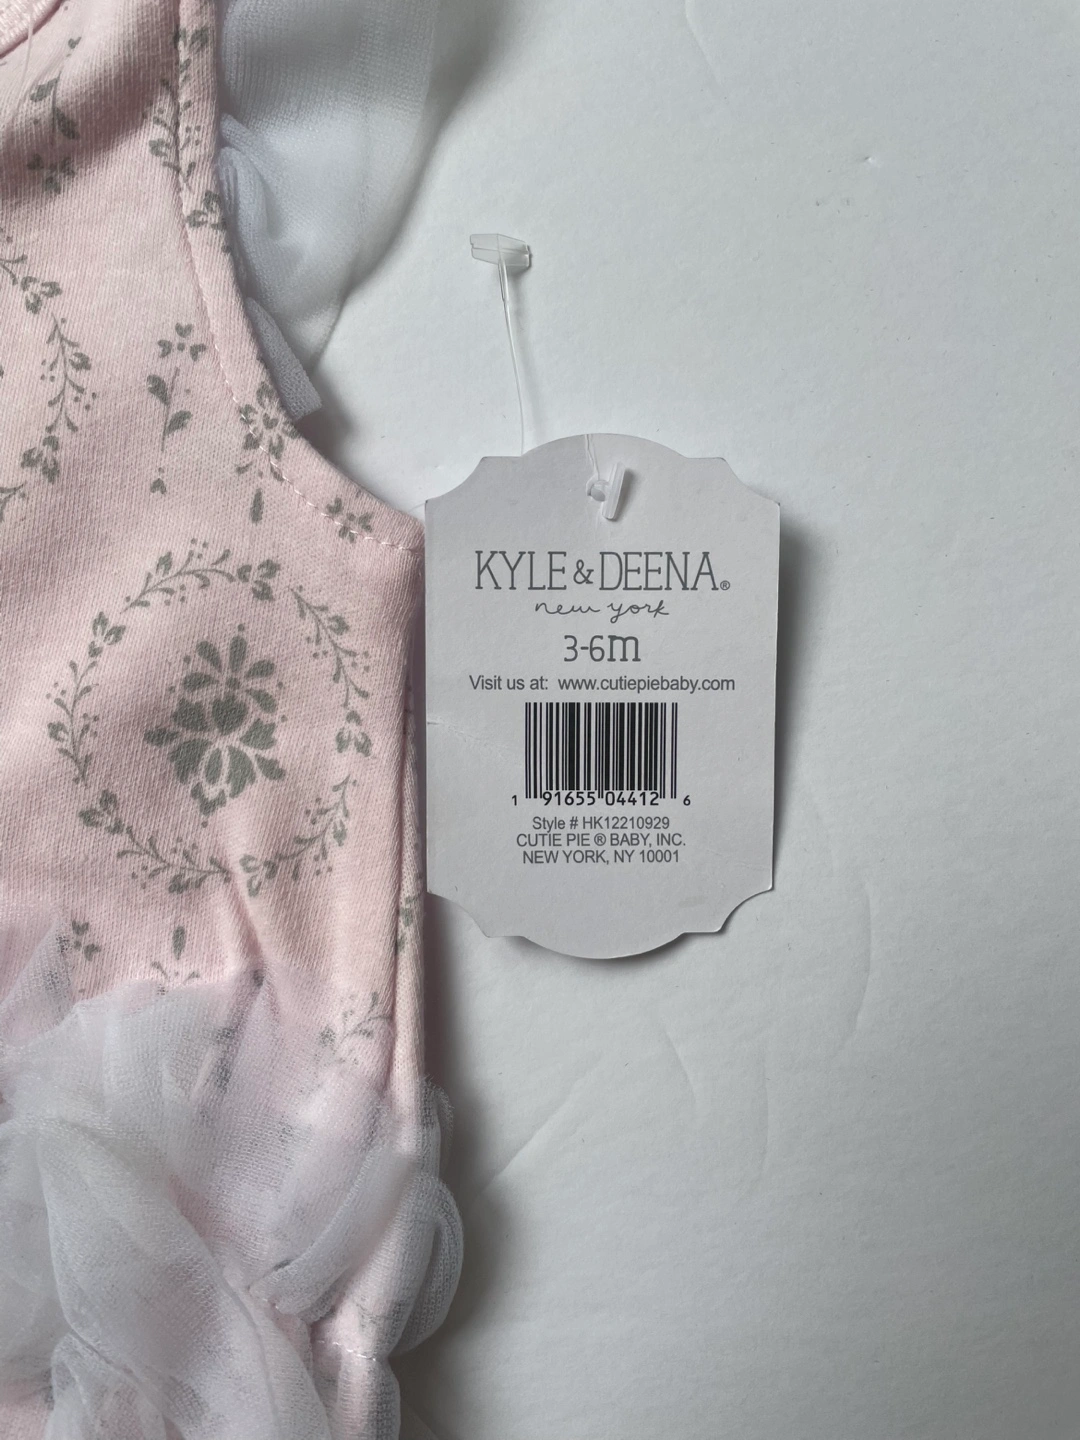 KYLE & DEENA®
new york
3-6m
Visit us at: www.cutiepiebaby.com
1 91655 04412 6
Style # HK12210929
CUTIE PIE ® BABY, INC.
NEW YORK, NY 10001